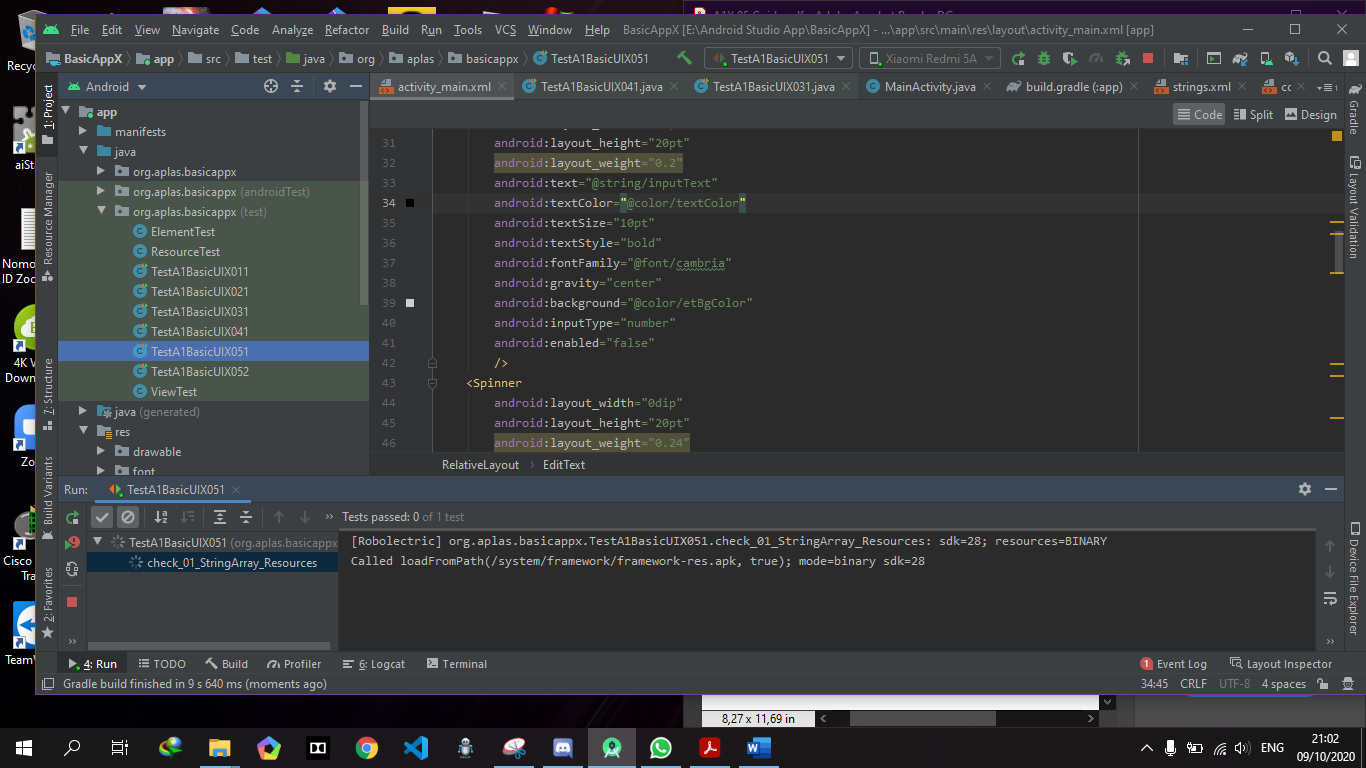 Recyc
aiSta
Nomo
ID Zoo
4K V
Down
Zo
Cisco
Tra
TeamV
File Edit View Navigate Code Analyze Refactor Build Run Tools VCS Window Help BasicAppX [E:\Android Studio App\BasicAppX] - ...\app\src\main\res\layout\activity_main.xml [app]
BasicAppX app src test java org aplas basicappx TestA1BasicUIX051 TestA1BasicUIX051 Xiaomi Redmi 5A
1: Project
Resource Manager
7: Structure
Build Variants
2: Favorites
Android
app
manifests
java
org.aplas.basicappx
org.aplas.basicappx (androidTest)
org.aplas.basicappx (test)
ElementTest
ResourceTest
TestA1BasicUIX011
TestA1BasicUIX021
TestA1BasicUIX031
TestA1BasicUIX041
TestA1BasicUIX051
TestA1BasicUIX052
ViewTest
java (generated)
res
drawable
font
activity_main.xml TestA1BasicUIX041.java TestA1BasicUIX031.java MainActivity.java build.gradle (:app) strings.xml cc
Code Split Design
31 android:layout_height="20pt"
32 android:layout_weight="0.2"
33 android:text="@string/inputText"
34 android:textColor="@color/textColor"
35 android:textSize="10pt"
36 android:textStyle="bold"
37 android:fontFamily="@font/cambria"
38 android:gravity="center"
39 android:background="@color/etBgColor"
40 android:inputType="number"
41 android:enabled="false"
42 />
43 <Spinner
44 android:layout_width="0dip"
45 android:layout_height="20pt"
46 android:layout_weight="0.24"
RelativeLayout EditText
Gradle
Layout Validation
Device File Explorer
Run: TestA1BasicUIX051
Tests passed: 0 of 1 test
TestA1BasicUIX051 (org.aplas.basicappx
check_01_StringArray_Resources
[Robolectric] org.aplas.basicappx.TestA1BasicUIX051.check_01_StringArray_Resources: sdk=28; resources=BINARY
Called loadFromPath(/system/framework/framework-res.apk, true); mode=binary sdk=28
4: Run TODO Build Profiler 6: Logcat Terminal 1 Event Log Layout Inspector
Gradle build finished in 9 s 640 ms (moments ago) 34:45 CRLF UTF-8 4 spaces
8,27 x 11,69 in
ENG
21:02
09/10/2020